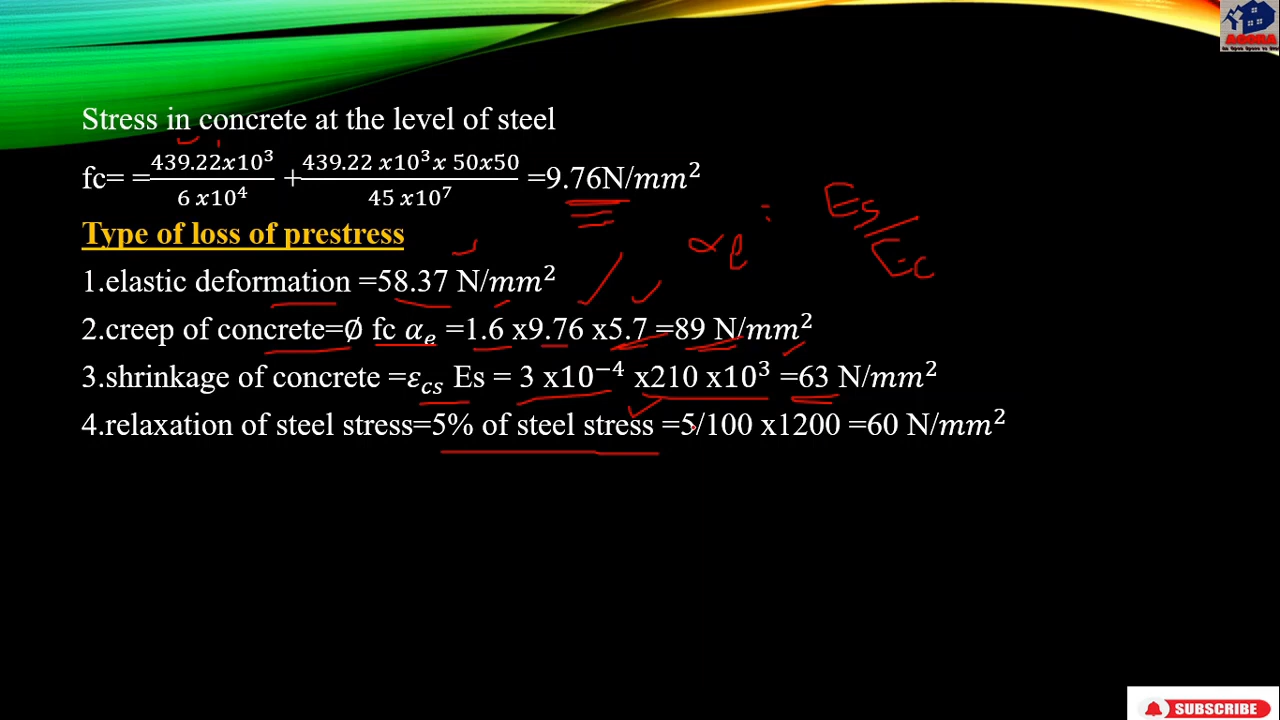 AGORA
Stress in concrete at the level of steel
fc= =439.22x10³/6 x10⁴ +439.22 x10³x 50x50/45 x10⁷ =9.76N/mm²
Type of loss of prestress
αe = Es/Ec
1.elastic deformation =58.37 N/mm²
2.creep of concrete=∅ fc αₑ =1.6 x9.76 x5.7 =89 N/mm²
3.shrinkage of concrete =ε꜀ₛ Es = 3 x10⁻⁴ x210 x10³ =63 N/mm²
4.relaxation of steel stress=5% of steel stress =5/100 x1200 =60 N/mm²
SUBSCRIBE